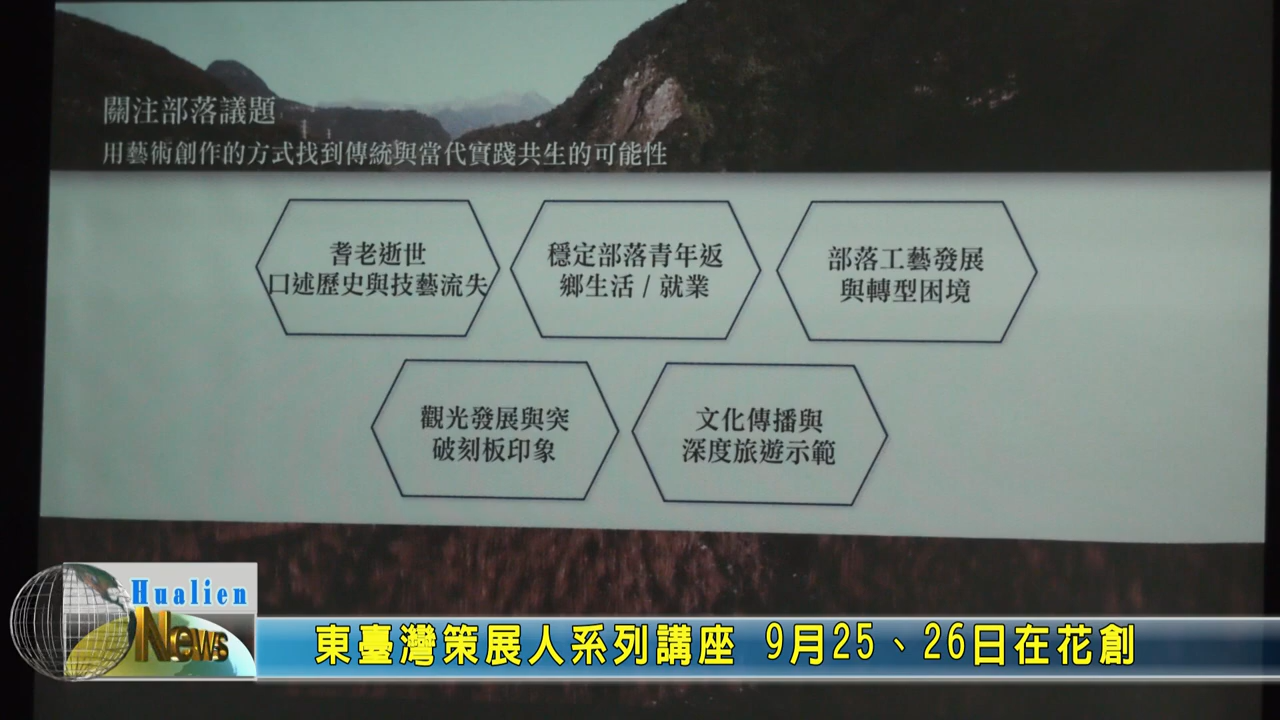 關注部落議題
用藝術創作的方式找到傳統與當代實踐共生的可能性
耆老逝世
口述歷史與技藝流失
穩定部落青年返
鄉生活 / 就業
部落工藝發展
與轉型困境
觀光發展與突
破刻板印象
文化傳播與
深度旅遊示範
Hualien
News
東臺灣策展人系列講座 9月25、26日在花創